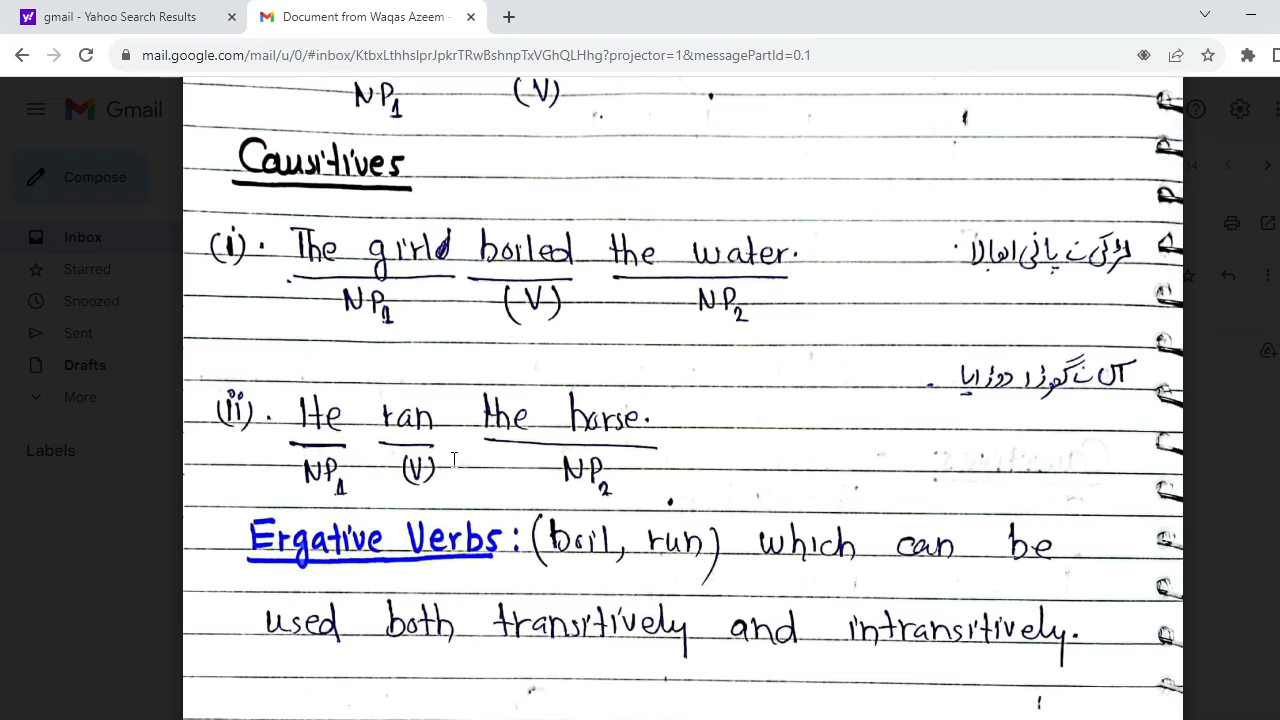 gmail - Yahoo Search Results
Document from Waqas Azeem -
mail.google.com/mail/u/0/#inbox/KtbxLthhslprJpkrTRwBshnpTxVGhQLHhg?projector=1&messagePartId=0.1
Gmail
Compose
Inbox
Starred
Snoozed
Sent
Drafts
More
Labels
34
NP1 (V)
Causitives
(i). The girld boiled the water. لڑکی نے پانی ابالا.
NP1 (V) NP2
اس نے گھوڑا دوڑایا.
(ii). He ran the horse.
NP1 (V) NP2
Ergative Verbs: (boil, run) which can be
used both transitively and intransitively.